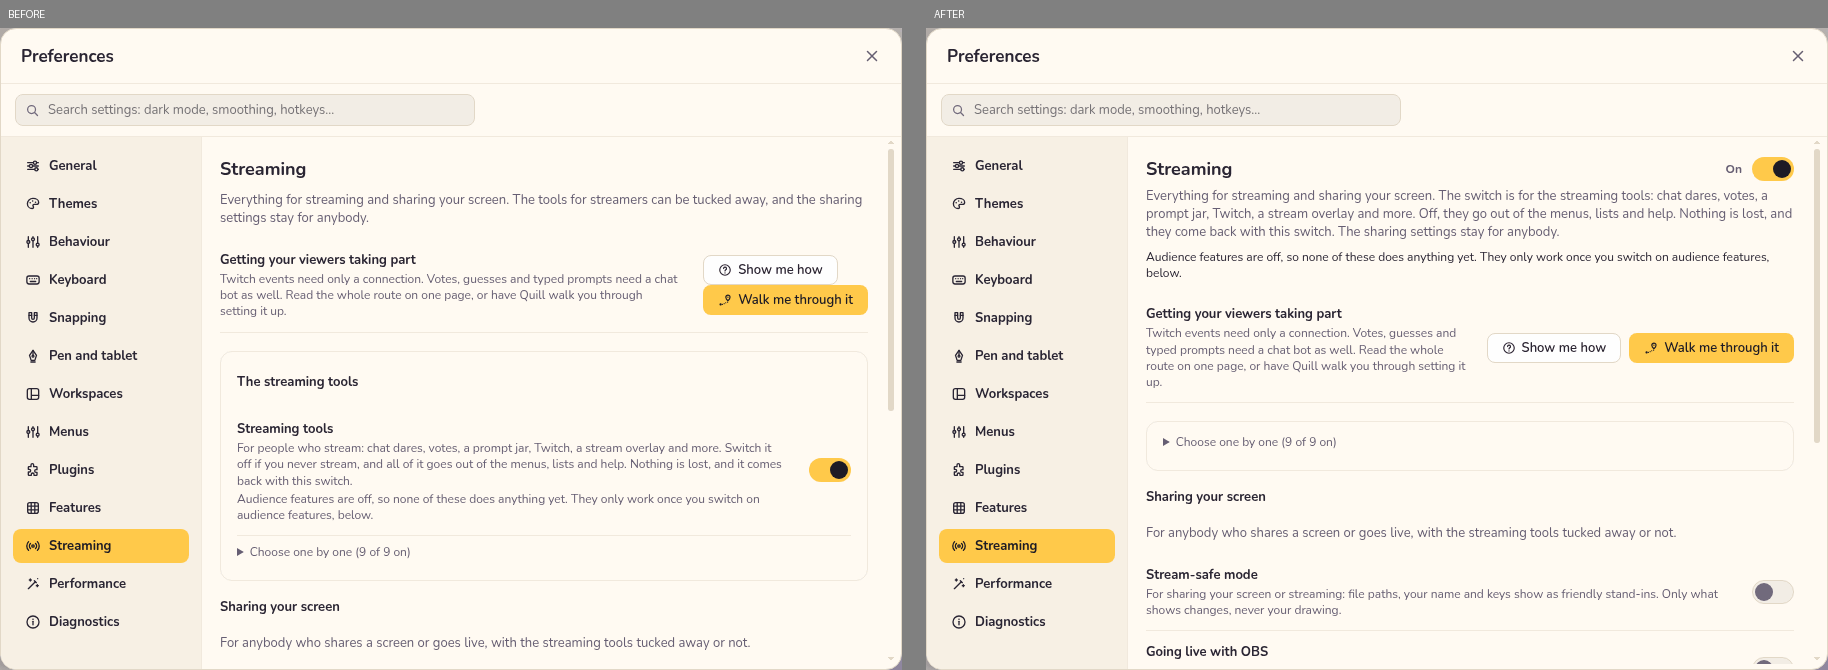 BEFORE
Preferences
Search settings: dark mode, smoothing, hotkeys...
General
Themes
Behaviour
Keyboard
Snapping
Pen and tablet
Workspaces
Menus
Plugins
Features
Streaming
Performance
Diagnostics
Streaming
Everything for streaming and sharing your screen. The tools for streamers can be tucked away, and the sharing
settings stay for anybody.
Getting your viewers taking part
Twitch events need only a connection. Votes, guesses and typed prompts need a chat
bot as well. Read the whole route on one page, or have Quill walk you through
setting it up.
Show me how
Walk me through it
The streaming tools
Streaming tools
For people who stream: chat dares, votes, a prompt jar, Twitch, a stream overlay and more. Switch it
off if you never stream, and all of it goes out of the menus, lists and help. Nothing is lost, and it comes
back with this switch.
Audience features are off, so none of these does anything yet. They only work once you switch on
audience features, below.
Choose one by one (9 of 9 on)
Sharing your screen
For anybody who shares a screen or goes live, with the streaming tools tucked away or not.
AFTER
Preferences
Search settings: dark mode, smoothing, hotkeys...
General
Themes
Behaviour
Keyboard
Snapping
Pen and tablet
Workspaces
Menus
Plugins
Features
Streaming
Performance
Diagnostics
Streaming
On
Everything for streaming and sharing your screen. The switch is for the streaming tools: chat dares, votes, a
prompt jar, Twitch, a stream overlay and more. Off, they go out of the menus, lists and help. Nothing is lost, and
they come back with this switch. The sharing settings stay for anybody.
Audience features are off, so none of these does anything yet. They only work once you switch on audience features,
below.
Getting your viewers taking part
Twitch events need only a connection. Votes, guesses and
typed prompts need a chat bot as well. Read the whole
route on one page, or have Quill walk you through setting it
up.
Show me how
Walk me through it
Choose one by one (9 of 9 on)
Sharing your screen
For anybody who shares a screen or goes live, with the streaming tools tucked away or not.
Stream-safe mode
For sharing your screen or streaming: file paths, your name and keys show as friendly stand-ins. Only what
shows changes, never your drawing.
Going live with OBS